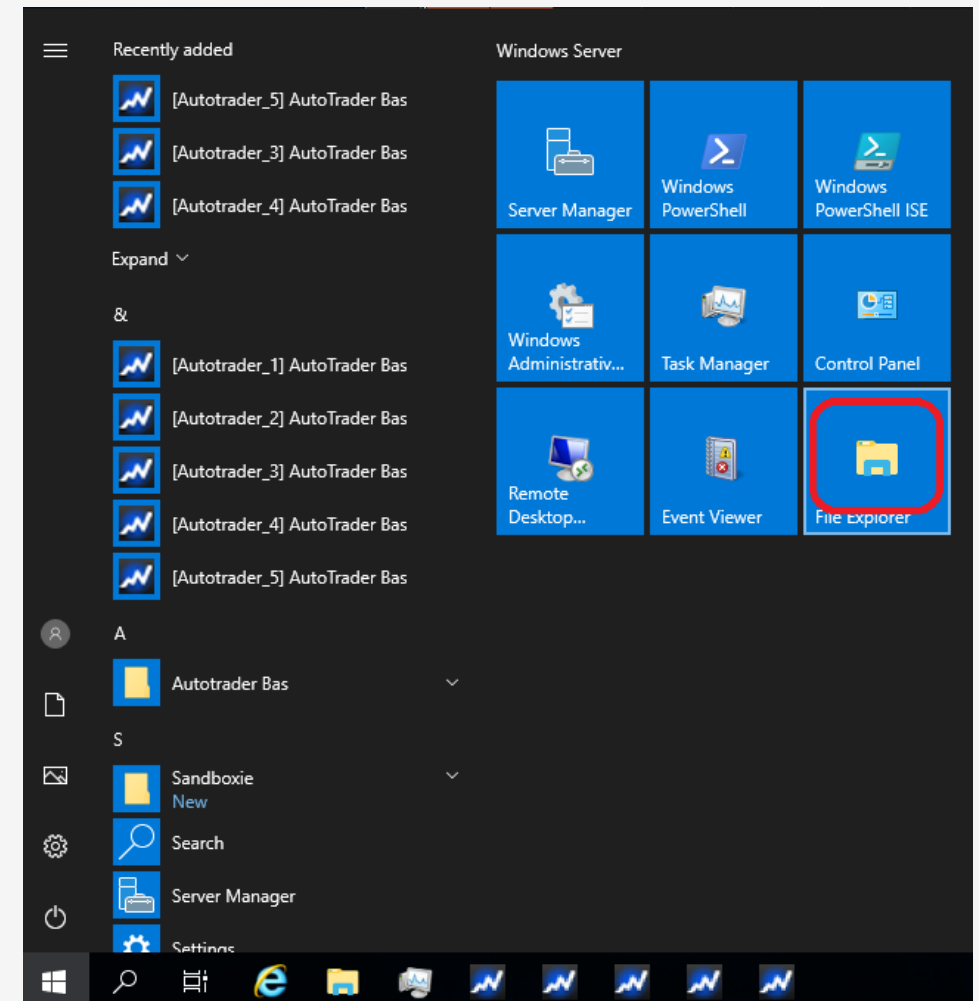 Recently added
[Autotrader_5] AutoTrader Bas
[Autotrader_3] AutoTrader Bas
[Autotrader_4] AutoTrader Bas
Expand
&
[Autotrader_1] AutoTrader Bas
[Autotrader_2] AutoTrader Bas
[Autotrader_3] AutoTrader Bas
[Autotrader_4] AutoTrader Bas
[Autotrader_5] AutoTrader Bas
A
Autotrader Bas
S
Sandboxie
New
Search
Server Manager
Settings
Windows Server
Server Manager
Windows
PowerShell
Windows
PowerShell ISE
Windows
Administrativ...
Task Manager
Control Panel
Remote
Desktop...
Event Viewer
File Explorer